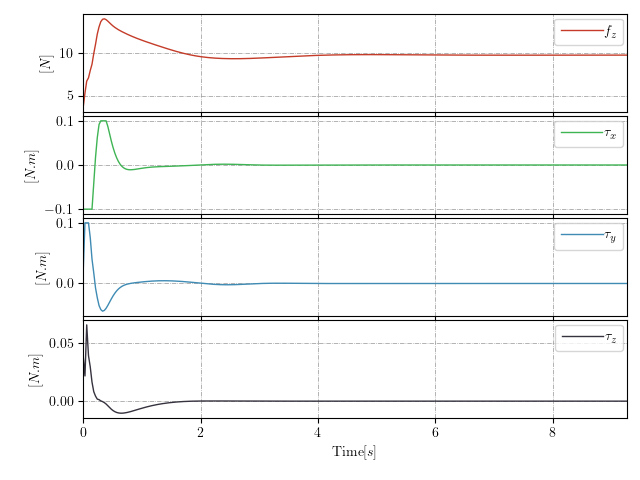 [N]
10
5
f_z
[N.m]
0.1
0.0
−0.1
τ_x
[N.m]
0.1
0.0
τ_y
[N.m]
0.05
0.00
τ_z
0 2 4 6 8
Time[s]